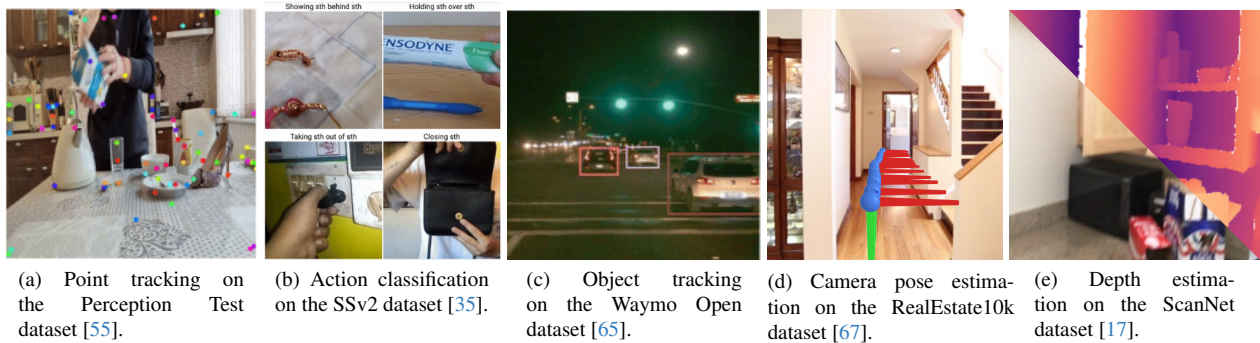 Showing sth behind sth
Holding sth over sth
ENSODYNE
Taking sth out of sth
Closing sth
(a) Point tracking on
the Perception Test
dataset [55].
(b) Action classification
on the SSv2 dataset [35].
(c) Object tracking
on the Waymo Open
dataset [65].
(d) Camera pose estima-
tion on the RealEstate10k
dataset [67].
(e) Depth estima-
tion on the ScanNet
dataset [17].